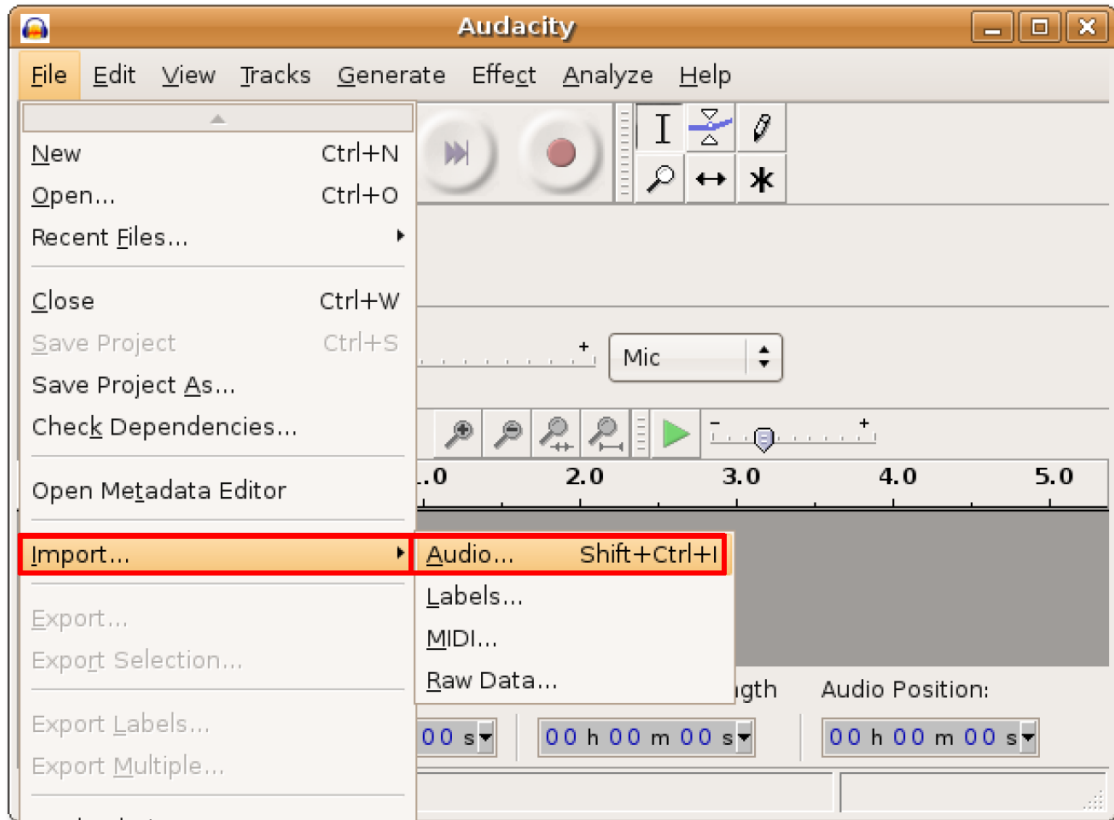 Audacity
File Edit View Tracks Generate Effect Analyze Help
New Ctrl+N
Open... Ctrl+O
Recent Files...
Close Ctrl+W
Save Project Ctrl+S
Save Project As...
Check Dependencies...
Open Metadata Editor
Import...
Export...
Export Selection...
Export Labels...
Export Multiple...
Audio... Shift+Ctrl+I
Labels...
MIDI...
Raw Data...
- +
Mic
- +
.0 2.0 3.0 4.0 5.0
Audio Position:
00 s 00 h 00 m 00 s 00 h 00 m 00 s